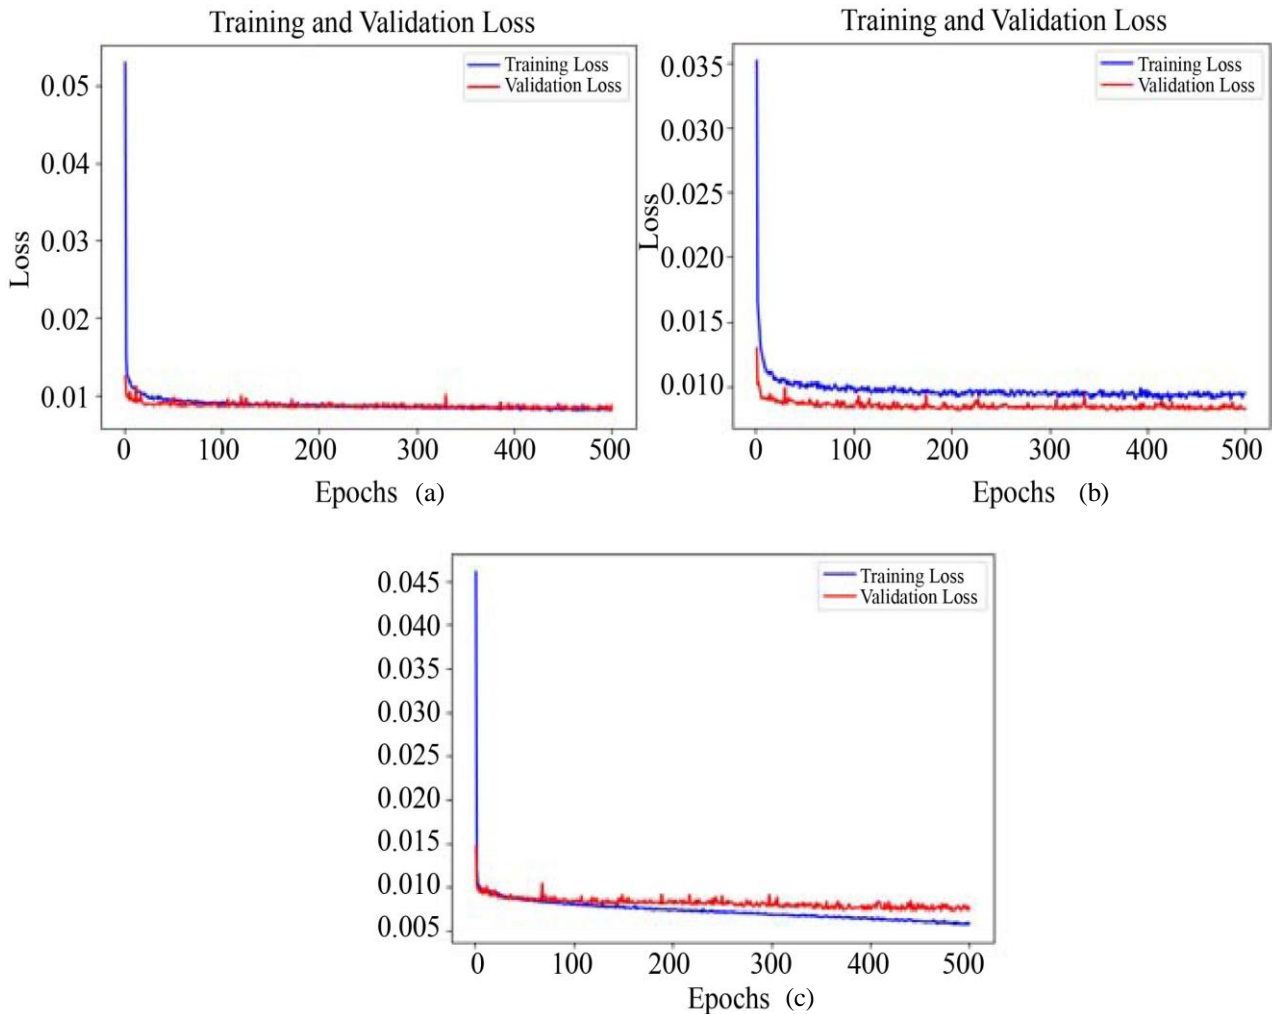 Training and Validation Loss
Training Loss
Validation Loss
0.05
0.04
0.03
0.02
0.01
Loss
0 100 200 300 400 500
Epochs (a)
Training and Validation Loss
Training Loss
Validation Loss
0.035
0.030
0.025
0.020
0.015
0.010
Loss
0 100 200 300 400 500
Epochs (b)
Training Loss
Validation Loss
0.045
0.040
0.035
0.030
0.025
0.020
0.015
0.010
0.005
0 100 200 300 400 500
Epochs (c)